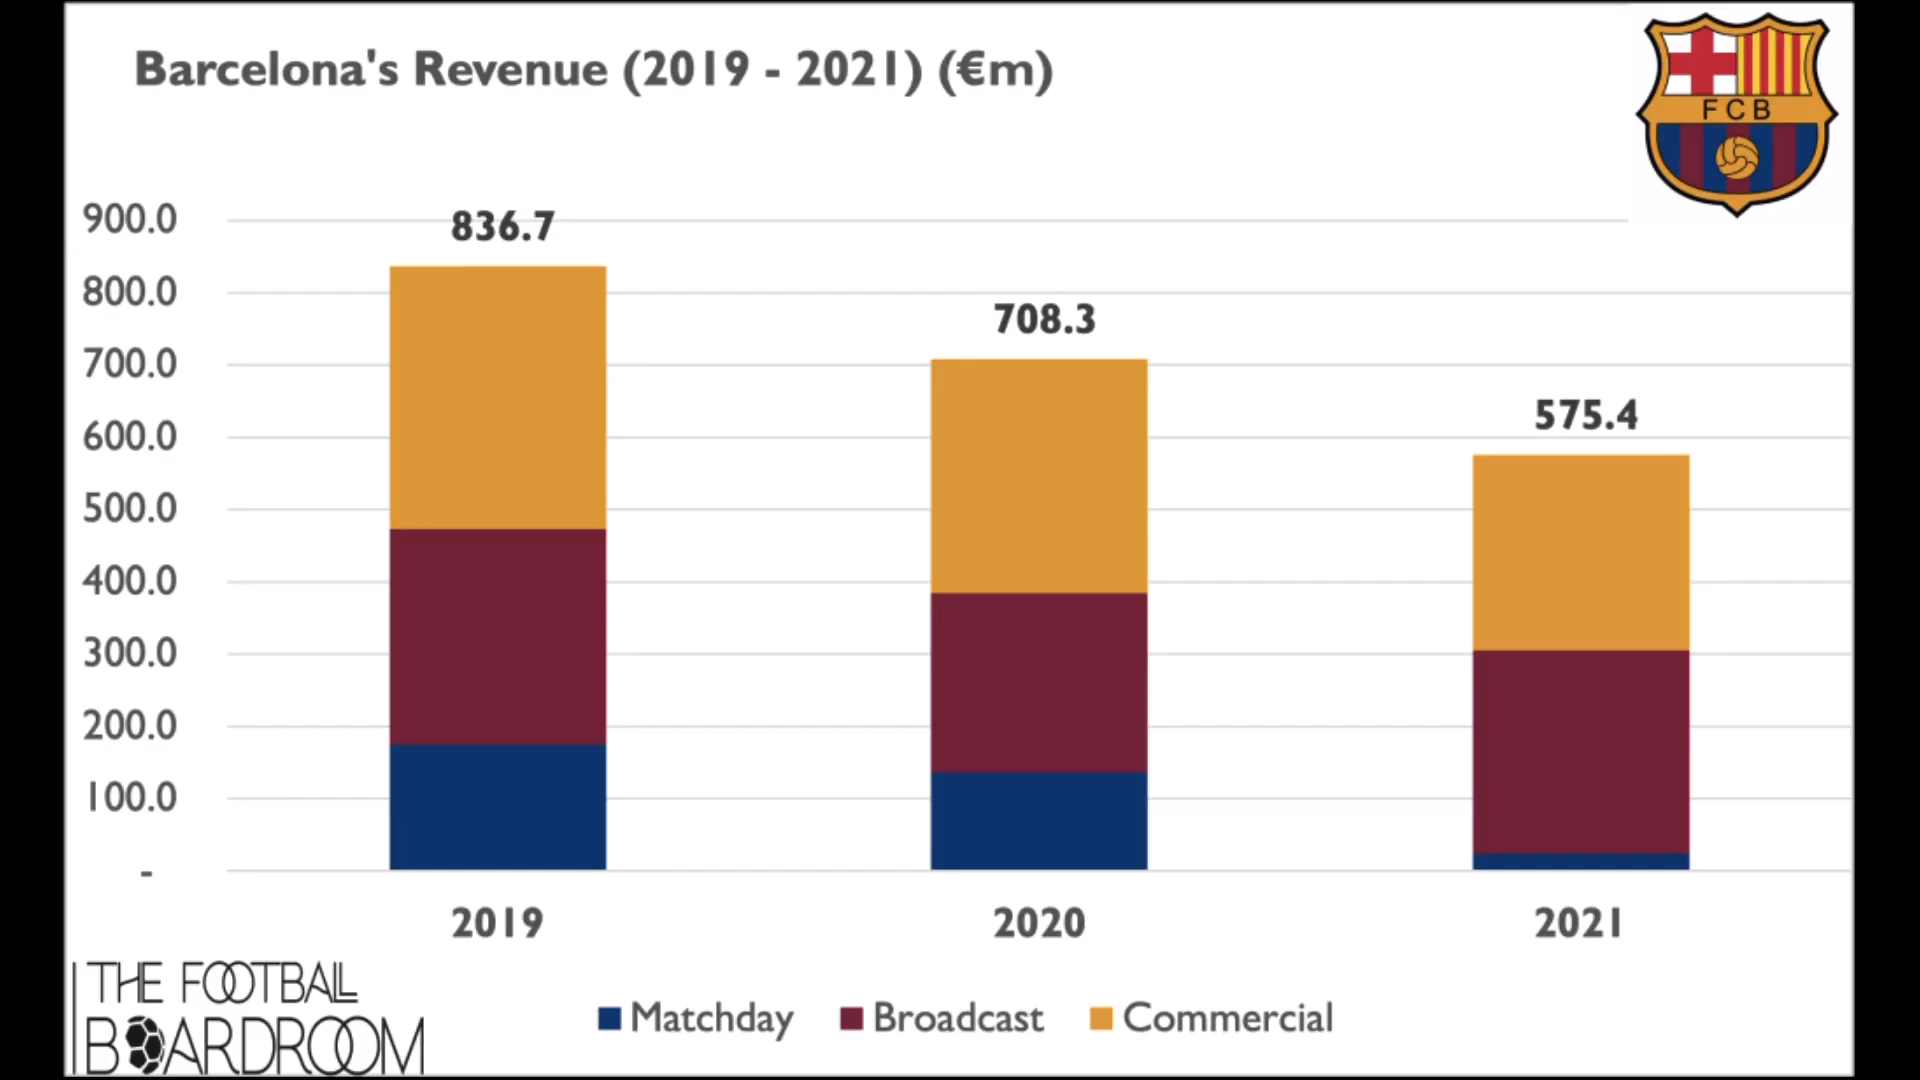 Barcelona's Revenue (2019 - 2021) (€m)
FCB
900.0
800.0
700.0
600.0
500.0
400.0
300.0
200.0
100.0
-
836.7
708.3
575.4
2019 2020 2021
THE FOOTBALL
BOARDROOM
Matchday Broadcast Commercial